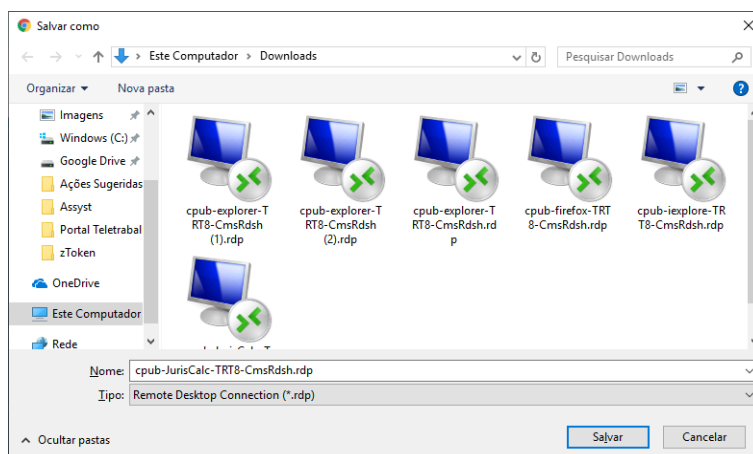 Salvar como
Este Computador > Downloads
Pesquisar Downloads
Organizar
Nova pasta
Imagens
Windows (C:)
Google Drive
Ações Sugeridas
Assyst
Portal Teletrabal
zToken
OneDrive
Este Computador
Rede
cpub-explorer-T
RT8-CmsRdsh
(1).rdp
cpub-explorer-T
RT8-CmsRdsh
(2).rdp
cpub-explorer-T
RT8-CmsRdsh.rd
p
cpub-firefox-TRT
8-CmsRdsh.rdp
cpub-iexplore-TR
T8-CmsRdsh.rdp
Nome: cpub-JurisCalc-TRT8-CmsRdsh.rdp
Tipo: Remote Desktop Connection (*.rdp)
Ocultar pastas
Salvar
Cancelar